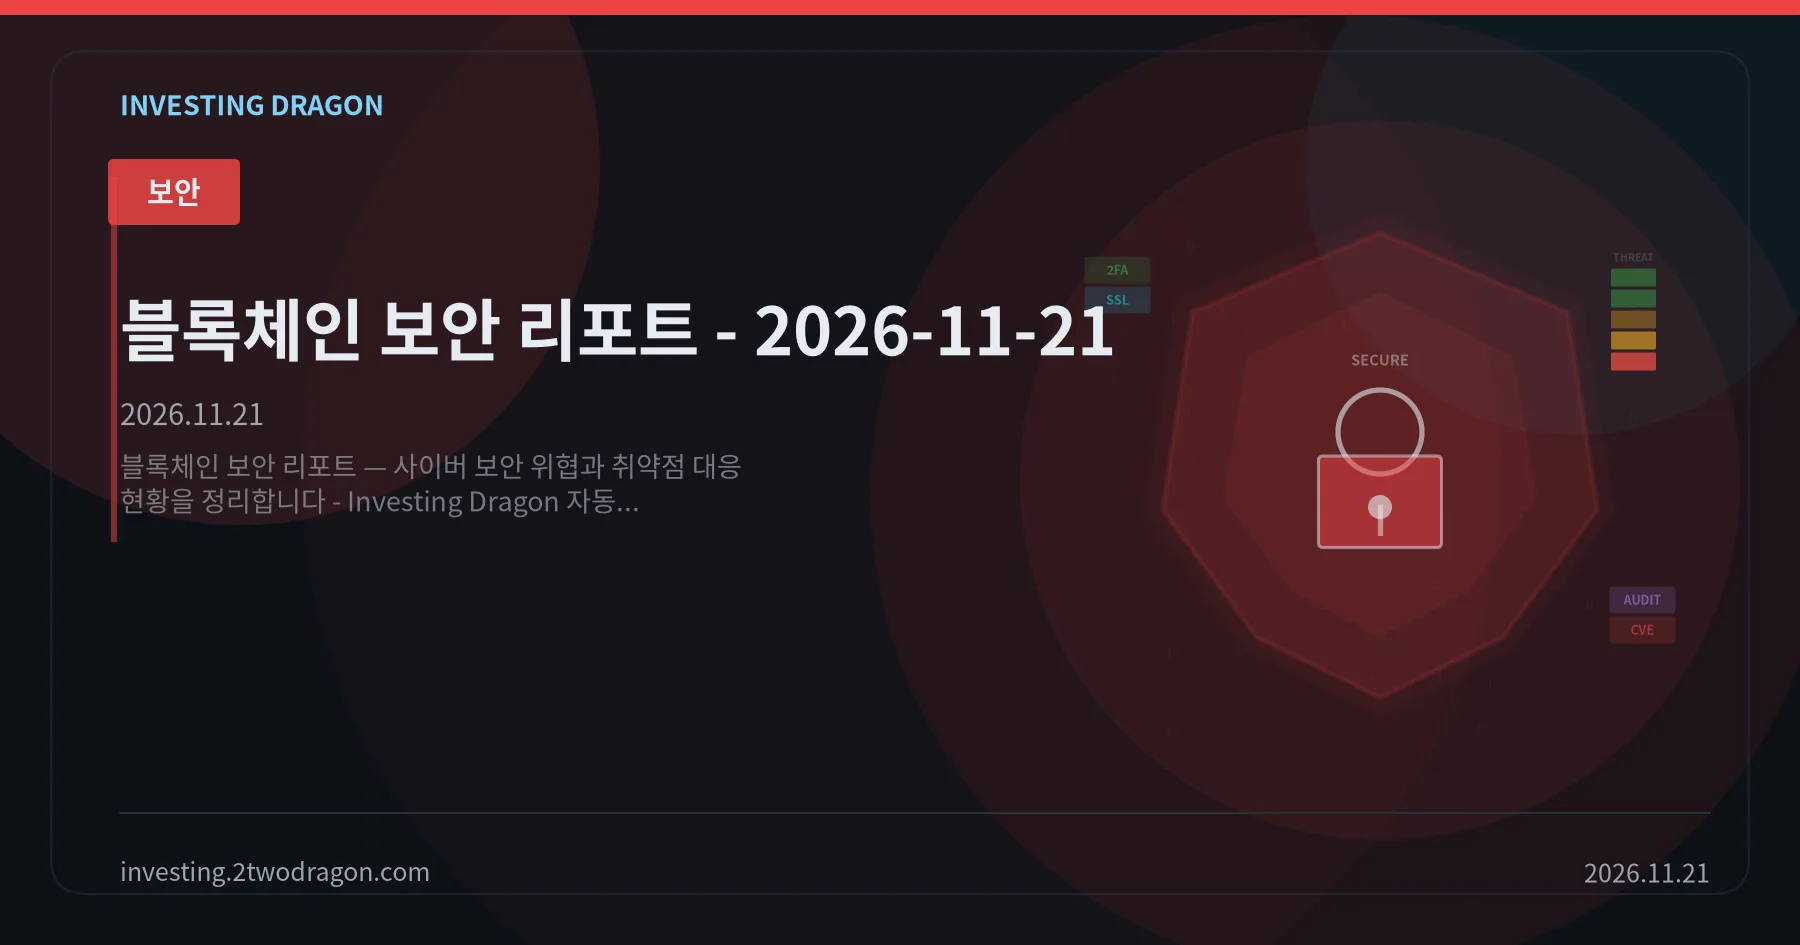 INVESTING DRAGON
보안
블록체인 보안 리포트 - 2026-11-21
2026.11.21
블록체인 보안 리포트 — 사이버 보안 위협과 취약점 대응
현황을 정리합니다 - Investing Dragon 자동...
2FA
SSL
SECURE
THREAT
AUDIT
CVE
investing.2twodragon.com
2026.11.21